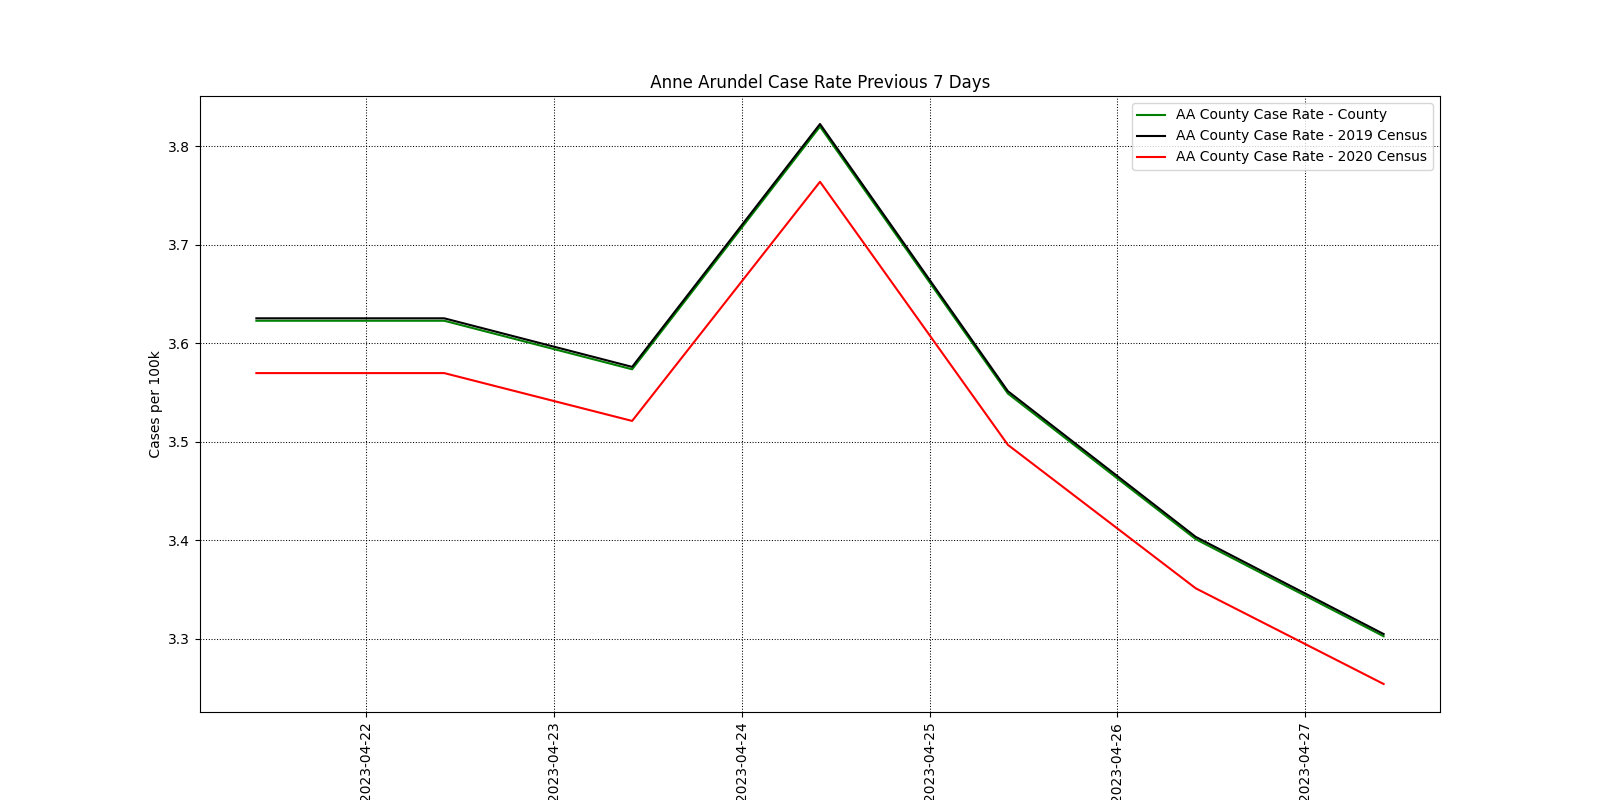 Anne Arundel Case Rate Previous 7 Days
AA County Case Rate - County
AA County Case Rate - 2019 Census
AA County Case Rate - 2020 Census
Cases per 100k
3.8
3.7
3.6
3.5
3.4
3.3
2023-04-22
2023-04-23
2023-04-24
2023-04-25
2023-04-26
2023-04-27